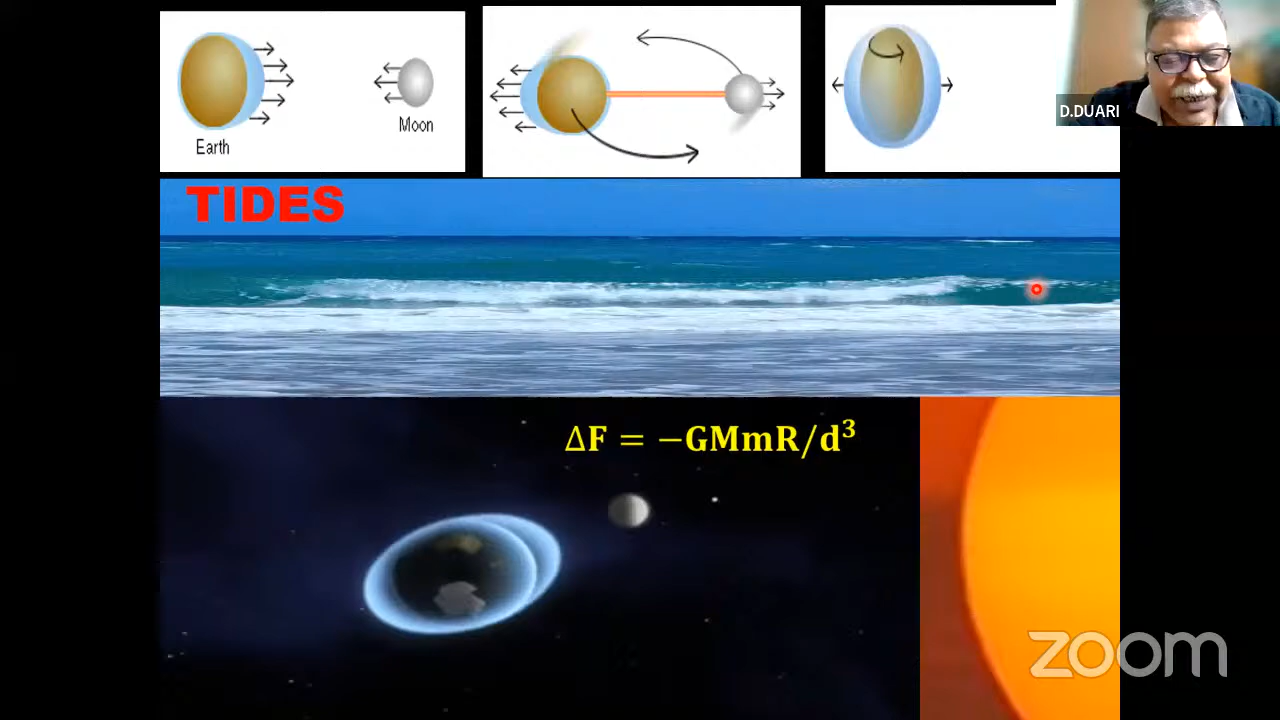 Earth
Moon
D.DUARI
TIDES
ΔF = −GMmR/d³
zoom